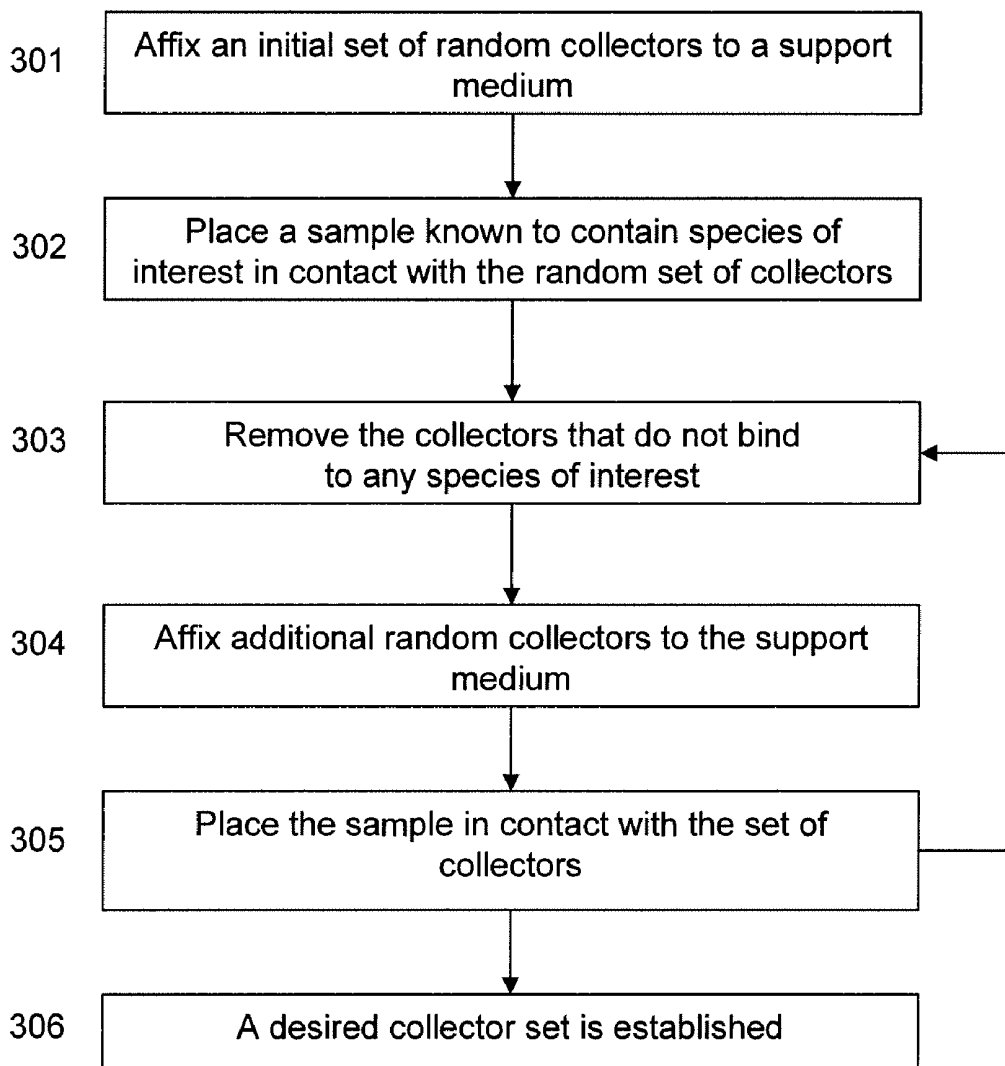 301
Affix an initial set of random collectors to a support
medium
302
Place a sample known to contain species of
interest in contact with the random set of collectors
303
Remove the collectors that do not bind
to any species of interest
304
Affix additional random collectors to the support
medium
305
Place the sample in contact with the set of
collectors
306
A desired collector set is established